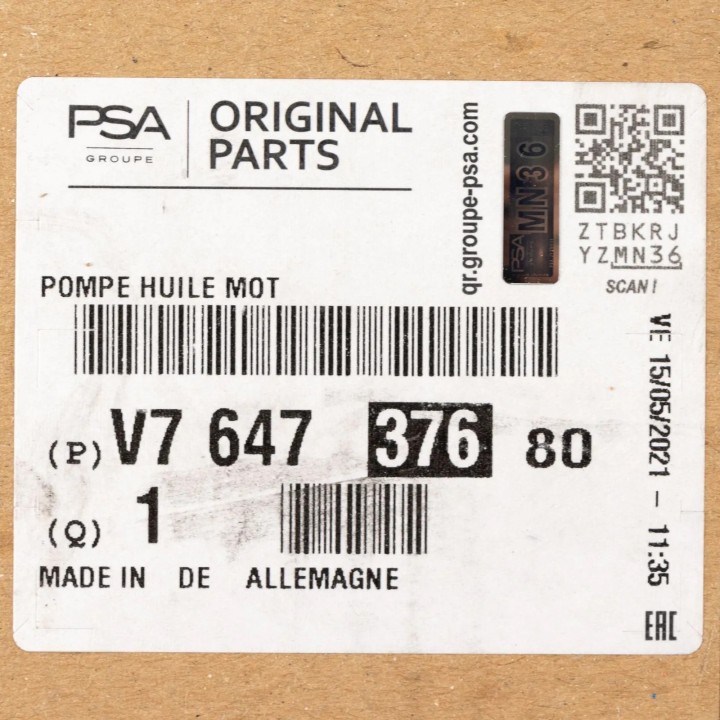 PSA
GROUPE
ORIGINAL
PARTS
qr.groupe-psa.com
PSA
MN36
ZTBKRJ
YZMN36
SCAN !
POMPE HUILE MOT
(P) V7 647 376 80
(Q) 1
MADE IN DE ALLEMAGNE
VE 15/05/2021 - 11:35
EAC